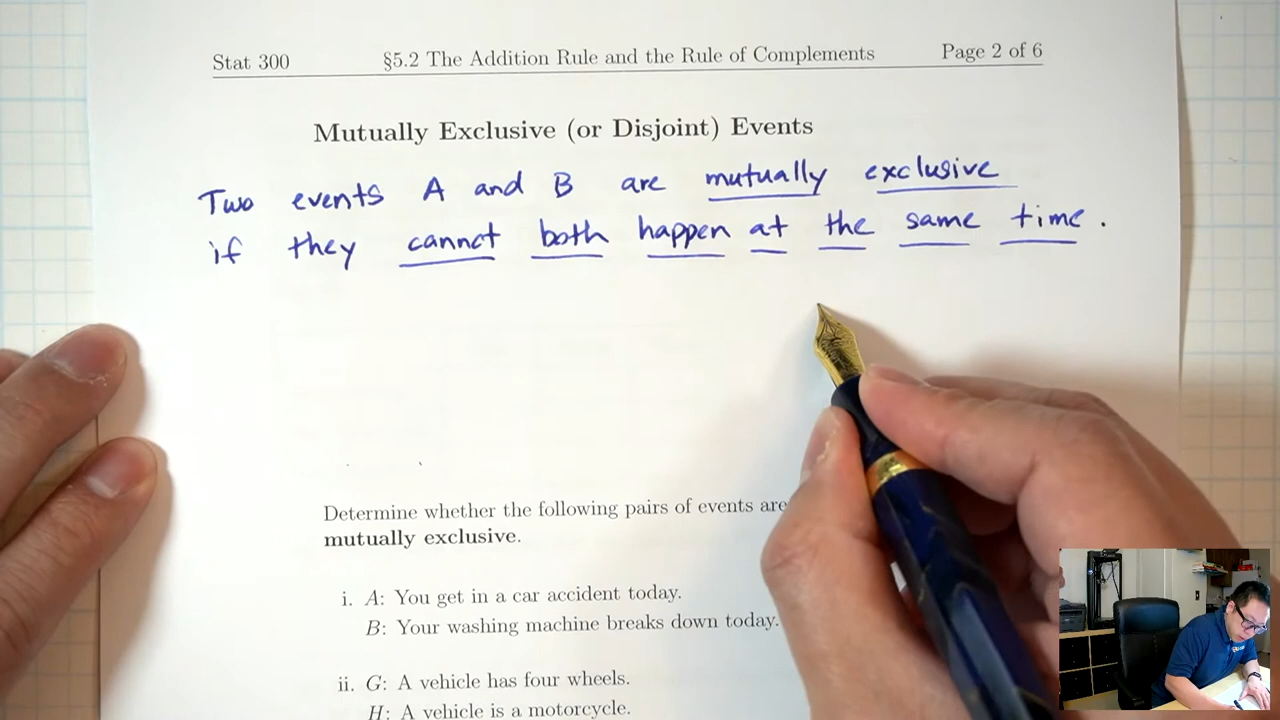 Stat 300 §5.2 The Addition Rule and the Rule of Complements Page 2 of 6
Mutually Exclusive (or Disjoint) Events
Two events A and B are mutually exclusive
if they cannot both happen at the same time.
Determine whether the following pairs of events are
mutually exclusive.
i. A: You get in a car accident today.
B: Your washing machine breaks down today.
ii. G: A vehicle has four wheels.
H: A vehicle is a motorcycle.